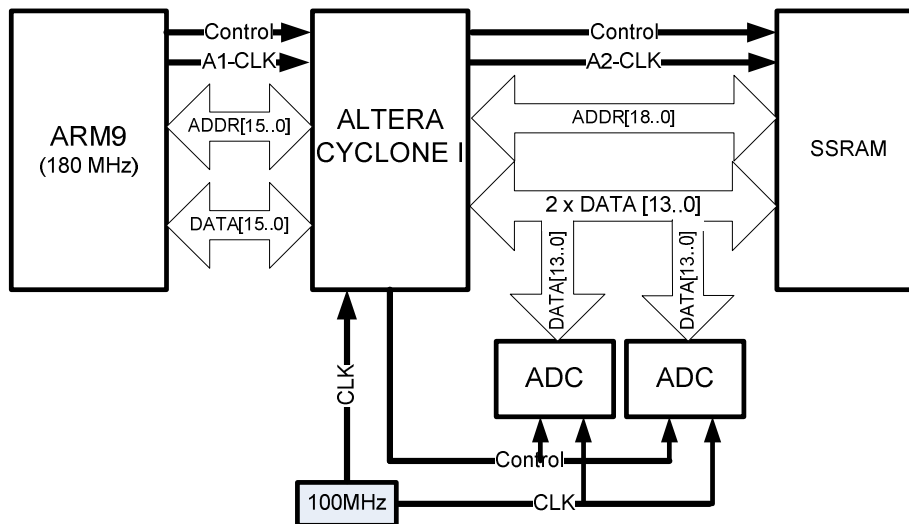 Control
A1-CLK
ARM9
(180 MHz)
ADDR[15..0]
DATA[15..0]
ALTERA
CYCLONE I
Control
A2-CLK
ADDR[18..0]
2 x DATA [13..0]
SSRAM
DATA[13..0]
DATA[13..0]
ADC
ADC
CLK
Control
100MHz
CLK